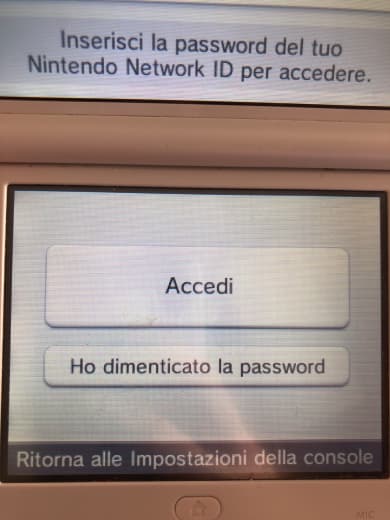 Inserisci la password del tuo
Nintendo Network ID per accedere.
Accedi
Ho dimenticato la password
Ritorna alle Impostazioni della console
MIC